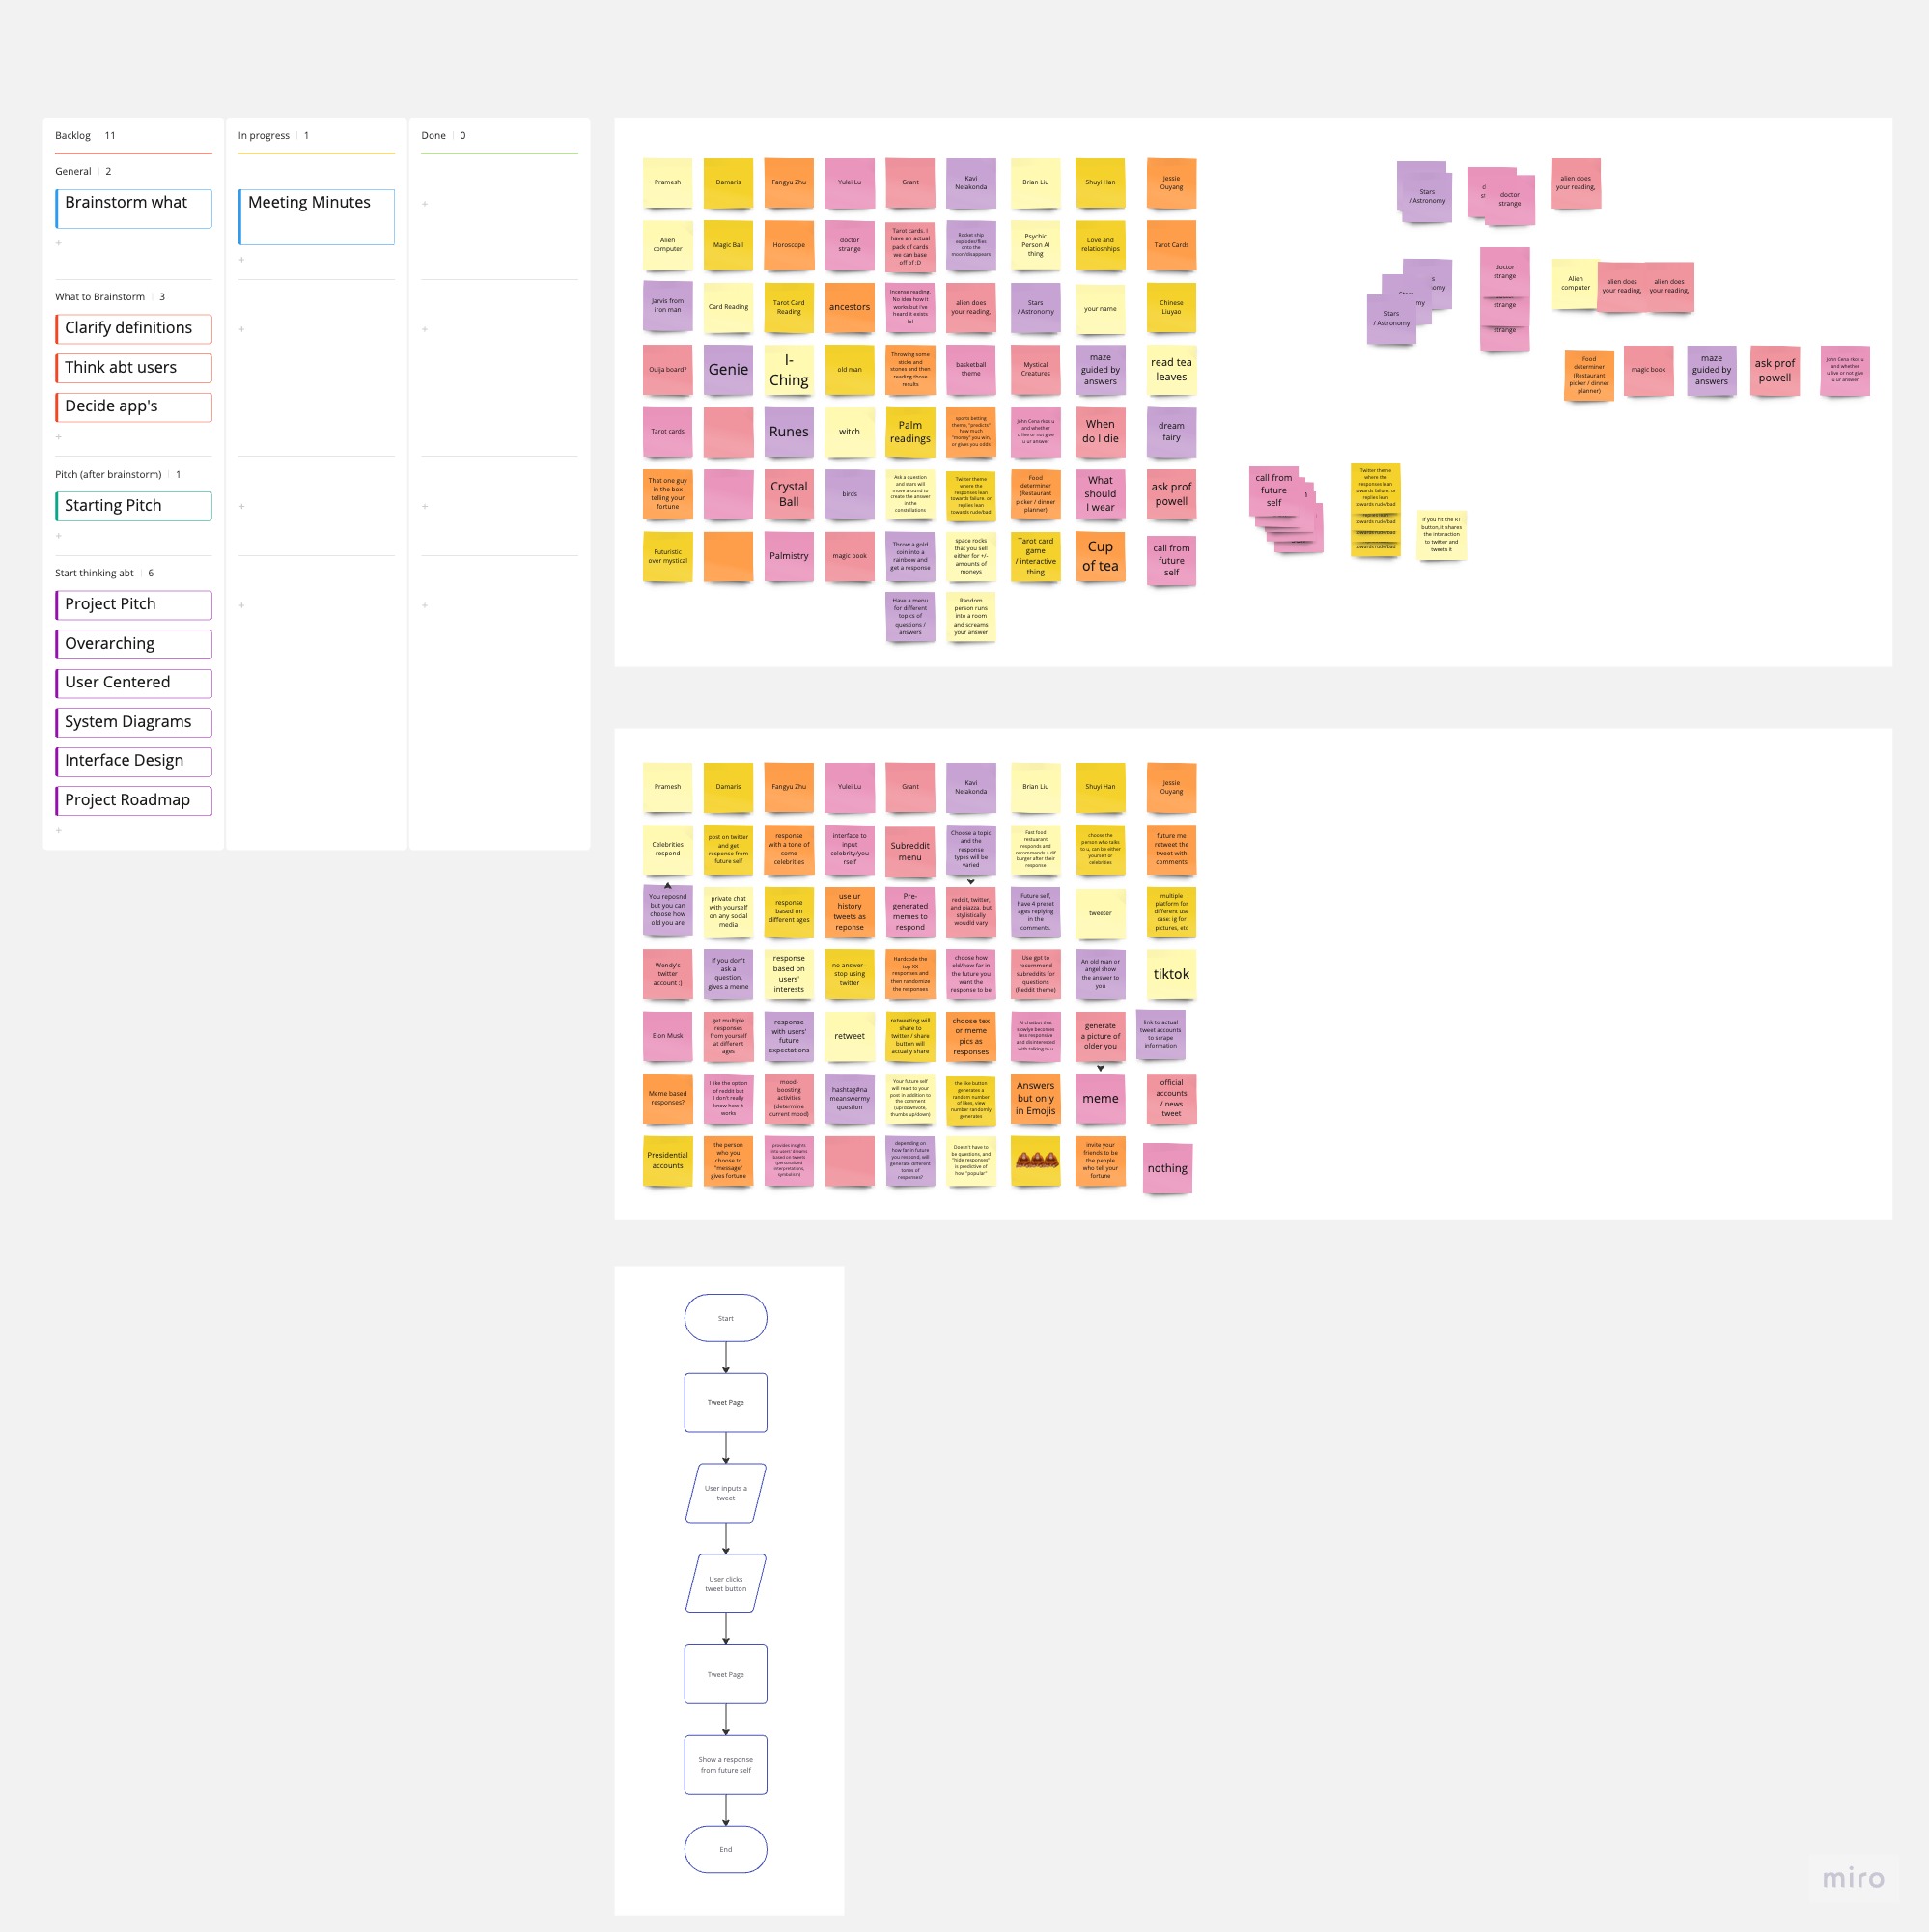 Backlog 11
In progress 1
Done 0
General 2
Brainstorm what
Meeting Minutes
What to Brainstorm 3
Clarify definitions
Think abt users
Decide app's
Pitch (after brainstorm) 1
Starting Pitch
Start thinking abt 6
Project Pitch
Overarching
User Centered
System Diagrams
Interface Design
Project Roadmap
Pramesh
Damaris
Fangyu Zhu
Yulei Lu
Grant
Kavi
Nelakonda
Brian Liu
Shuyi Han
Jessie
Ouyang
Alien
computer
Magic Ball
Horoscope
doctor
strange
Tarot cards. I
have an actual
pack of cards
we can base
off of :D
Rocket ship
explodes/flies
onto the
moon/disappears
Psychic
Person AI
thing
Love and
Tarot Cards
Jarvis from
iron man
Card Reading
Tarot Card
Reading
ancestors
Incense reading.
No idea how it
works but i've
heard it exists
lol
alien does
your reading,
Stars
/ Astronomy
your name
Chinese
Liuyao
Ouija board?
Genie
I-
Ching
old man
Throwing some
sticks and
stones and then
reading those
results
basketball
theme
Mystical
Creatures
maze
guided by
answers
read tea
leaves
Tarot cards
Runes
witch
Palm
readings
sports betting
theme, "predicts"
how much
"money" you win,
or gives you odds
John Cena
and whether
u live or not give
u ur answer
When
do I die
dream
fairy
That one guy
in the box
telling your
fortune
Crystal
Ball
birds
Ask a question
and stars will
move around to
create the answer
in the
constelations
Twitter theme
where the
responses lean
towards failure. or
replies lean
towards rude/bad
Food
determiner
(Restaurant
picker / dinner
planner)
What
should
I wear
ask prof
powell
Futuristic
over mystical
Palmistry
magic book
Throw a gold
coin into a
rainbow and
get a response
space rocks
that you sell
either for +/-
amounts of
moneys
Tarot card
game
/ interactive
thing
Cup
of tea
call from
future
self
Have a menu
for different
topics of
questions /
answers
Random
person runs
into a room
and screams
your answer
Stars
/ Astronomy
doctor
strange
alien does
your reading,
Stars
/ Astronomy
doctor
strange
strange
strange
Alien
computer
alien does
your reading,
alien does
your reading,
Food
determiner
(Restaurant
picker / dinner
planner)
magic book
maze
guided by
answers
ask prof
powell
John Cena
and whether
u live or not give
u ur answer
call from
future
self
Twitter theme
where the
responses lean
towards failure. or
replies lean
towards rude/bad
replies lean
towards rude/bad
towards rude/bad
towards rude/bad
If you hit the RT
button, it shares
the interaction
to twitter and
tweets it
Pramesh
Damaris
Fangyu Zhu
Yulei Lu
Grant
Kavi
Nelakonda
Brian Liu
Shuyi Han
Jessie
Ouyang
Celebrities
respond
post on twitter
and get
response from
future self
response
with a tone of
some
celebrities
interface to
input
celebrity/you
rself
Subreddit
menu
Choose a topic
and the
response
types will be
varied
Fast food
restuarant
responds and
recommends a dif
burger after their
response
choose the
person who talks
to u, can be either
yourself or
celebrities
future me
retweet the
tweet with
comments
You reposnd
but you can
choose how
old you are
private chat
with yourself
on any social
media
response
based on
different ages
use ur
history
tweets as
reponse
Pre-
generated
memes to
respond
reddit, twitter,
and piazza, but
stylistically
woudld vary
Future self,
have 4 preset
ages replying
in the
comments.
tweeter
multiple
platform for
different use
case: ig for
pictures, etc
Wendy's
twitter
account :)
if you don't
ask a
question,
gives a meme
response
based on
users'
interests
no answer--
stop using
twitter
Hardcode the
top XX
responses and
then randomize
the responses
choose how
old/how far in
the future you
want the
response to be
Use gpt to
recommend
subreddits for
questions
(Reddit theme)
An old man or
angel show
the answer to
you
tiktok
Elon Musk
get multiple
responses
from yourself
at different
ages
response
with users'
future
expectations
retweet
retweeting will
share to
twitter / share
button will
actually share
choose tex
or meme
pics as
responses
AI chatbot that
slowlye becomes
less responsive
and disinterested
with talking to u.
generate
a picture of
older you
link to actual
tweet accounts
to scrape
information
Meme based
responses?
I like the option
of reddit but
I don't really
know how it
works
mood-
boosting
activities
(determine
current mood)
hashtag#na
meanswermy
question
Your future self
will react to your
post in addition to
the comment
(up/downvote,
thumbs up/down)
the like button
generates a
random number
of likes, view
number randomly
generates
Answers
but only
in Emojis
meme
official
accounts
/ news
tweet
Presidential
accounts
the person
who you
choose to
"message"
gives fortune
provides insights
into users' dreams
based on tweets
(personalized
interpretations,
symbolism)
depending on
how far in future
you respond, will
generate different
tones of
responses?
Doesn't have to
be questions, and
"hide responses"
is predictive of
how "popular"
invite your
friends to be
the people
who tell your
fortune
nothing
Start
Tweet Page
User inputs a
tweet
User clicks
tweet button
Tweet Page
Show a response
from future self
End
miro